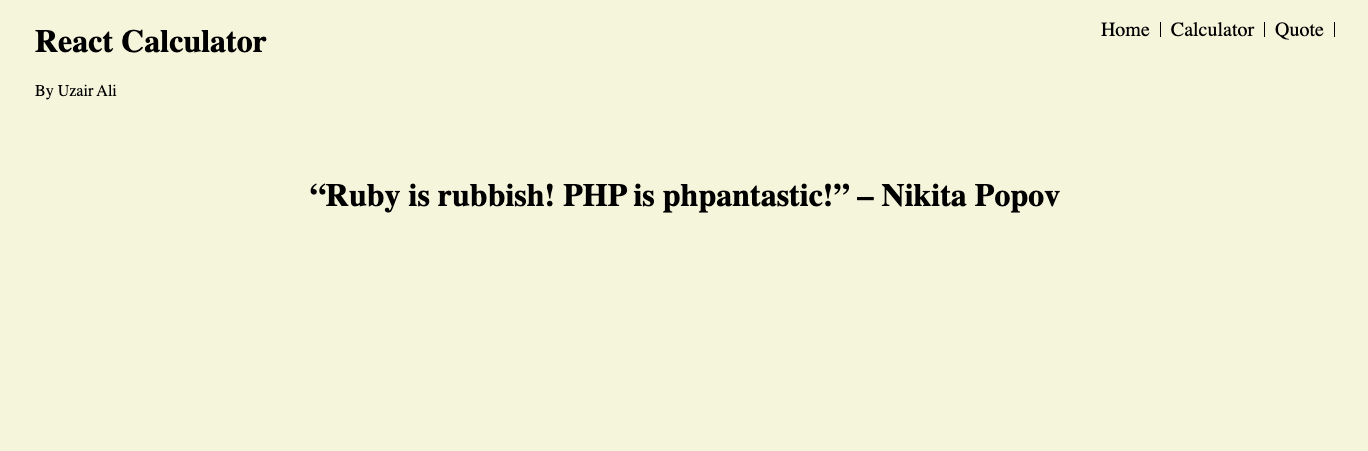 React Calculator
Home | Calculator | Quote |
By Uzair Ali
“Ruby is rubbish! PHP is phpantastic!” – Nikita Popov